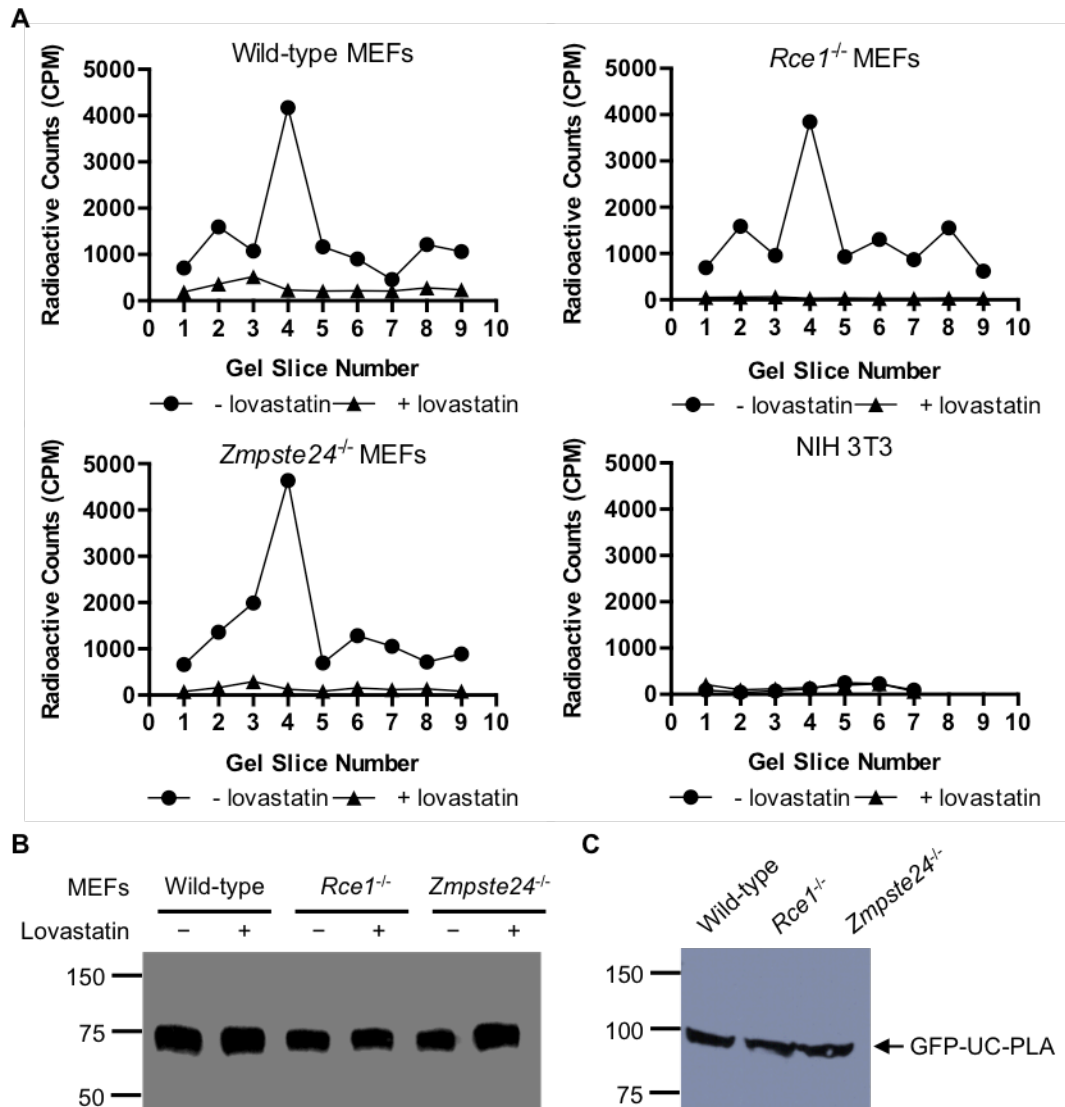 A
Wild-type MEFs
Radioactive Counts (CPM)
5000
4000
3000
2000
1000
0
0 1 2 3 4 5 6 7 8 9 10
Gel Slice Number
- lovastatin + lovastatin
Rce1-/- MEFs
Radioactive Counts (CPM)
5000
4000
3000
2000
1000
0
0 1 2 3 4 5 6 7 8 9 10
Gel Slice Number
- lovastatin + lovastatin
Zmpste24-/- MEFs
Radioactive Counts (CPM)
5000
4000
3000
2000
1000
0
0 1 2 3 4 5 6 7 8 9 10
Gel Slice Number
- lovastatin + lovastatin
NIH 3T3
Radioactive Counts (CPM)
5000
4000
3000
2000
1000
0
0 1 2 3 4 5 6 7 8 9 10
Gel Slice Number
- lovastatin + lovastatin
B
MEFs Wild-type Rce1-/- Zmpste24-/-
Lovastatin − + − + − +
150
75
50
C
Wild-type
Rce1-/-
Zmpste24-/-
150
100
75
GFP-UC-PLA